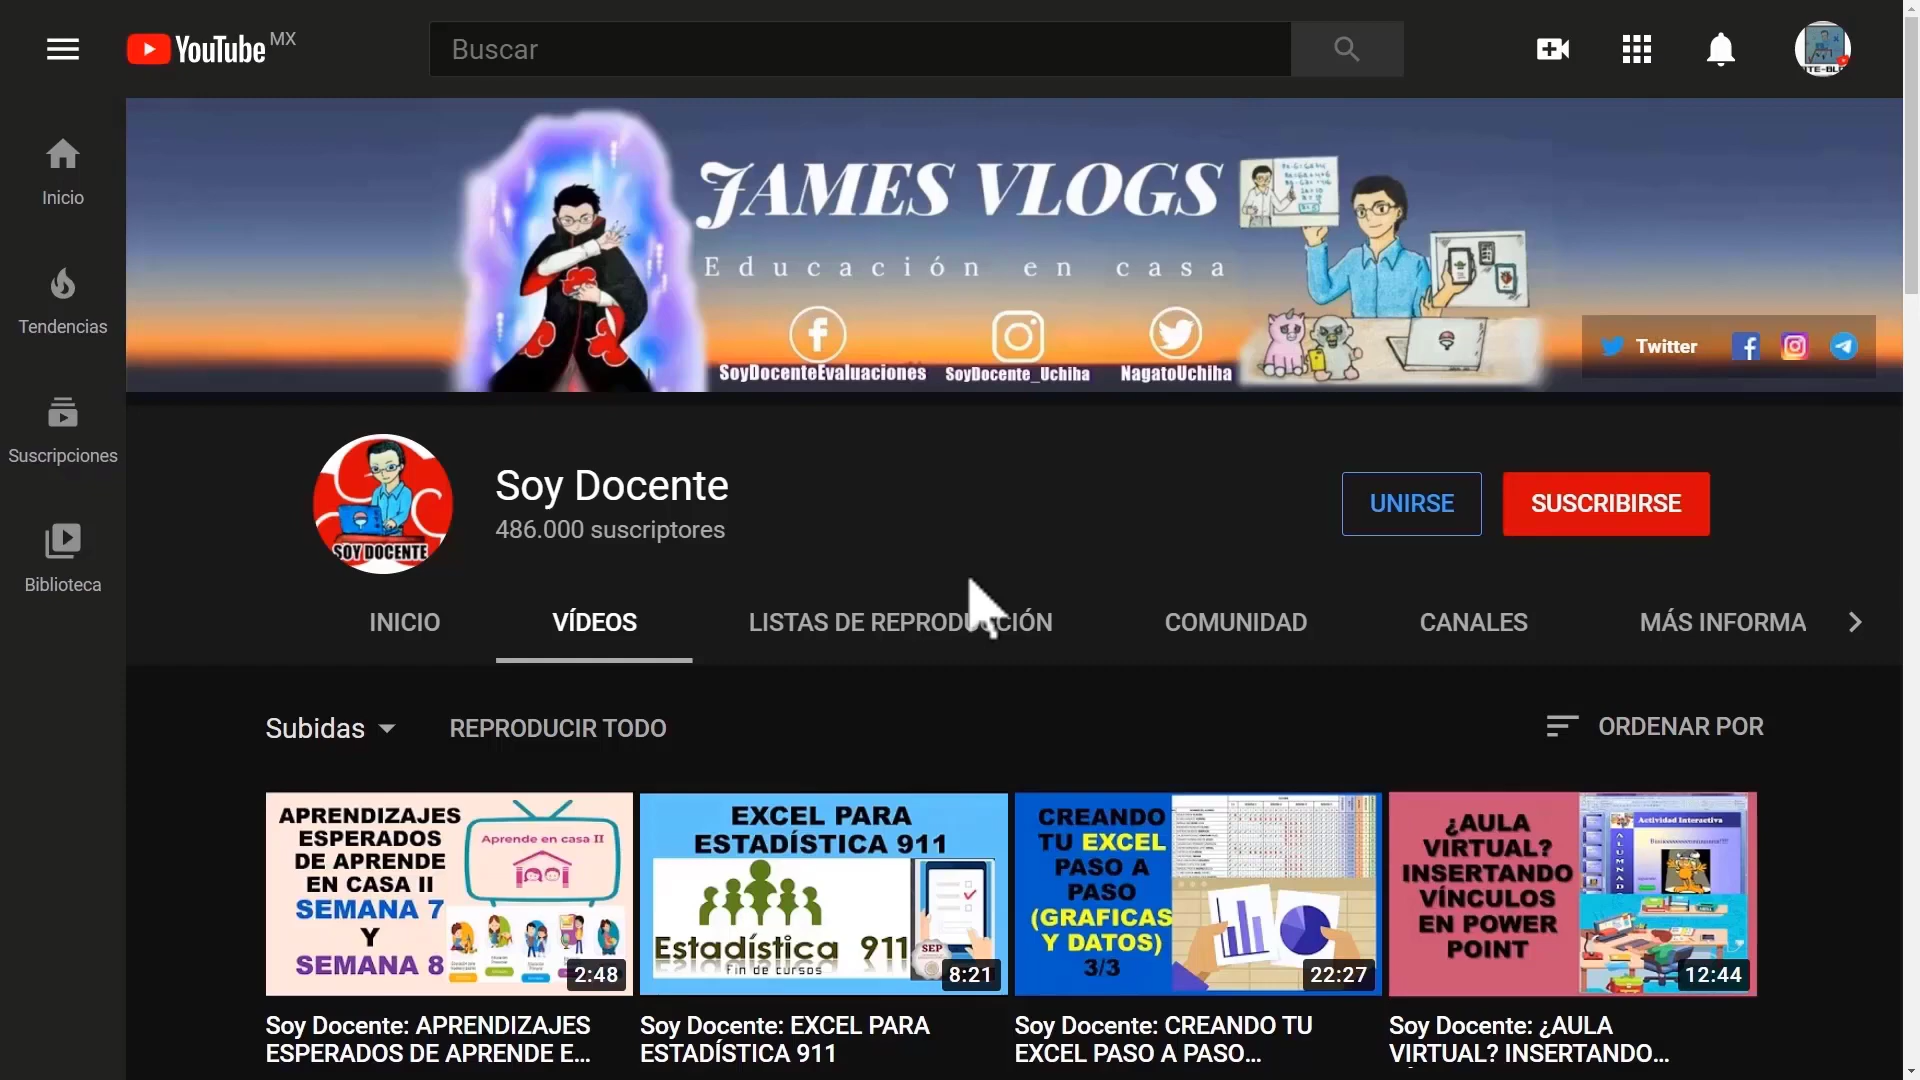 YouTube MX
Buscar
Inicio
Tendencias
Suscripciones
Biblioteca
JAMES VLOGS
Educación en casa
SoyDocenteEvaluaciones
SoyDocente_Uchiha
NagatoUchiha
Twitter
SOY DOCENTE
Soy Docente
486.000 suscriptores
UNIRSE
SUSCRIBIRSE
INICIO
VÍDEOS
LISTAS DE REPRODUCCIÓN
COMUNIDAD
CANALES
MÁS INFORMA
Subidas
REPRODUCIR TODO
ORDENAR POR
APRENDIZAJES
ESPERADOS
DE APRENDE
EN CASA II
SEMANA 7
Y
SEMANA 8
Aprende en casa II
2:48
EXCEL PARA
ESTADÍSTICA 911
Estadística 911
Fin de cursos
SEP
8:21
CREANDO
TU EXCEL
PASO A
PASO
(GRAFICAS
Y DATOS)
3/3
22:27
¿AULA
VIRTUAL?
INSERTANDO
VÍNCULOS
EN POWER
POINT
Actividad Interactiva
ALUMNAD
12:44
Soy Docente: APRENDIZAJES
ESPERADOS DE APRENDE E...
Soy Docente: EXCEL PARA
ESTADÍSTICA 911
Soy Docente: CREANDO TU
EXCEL PASO A PASO...
Soy Docente: ¿AULA
VIRTUAL? INSERTANDO...